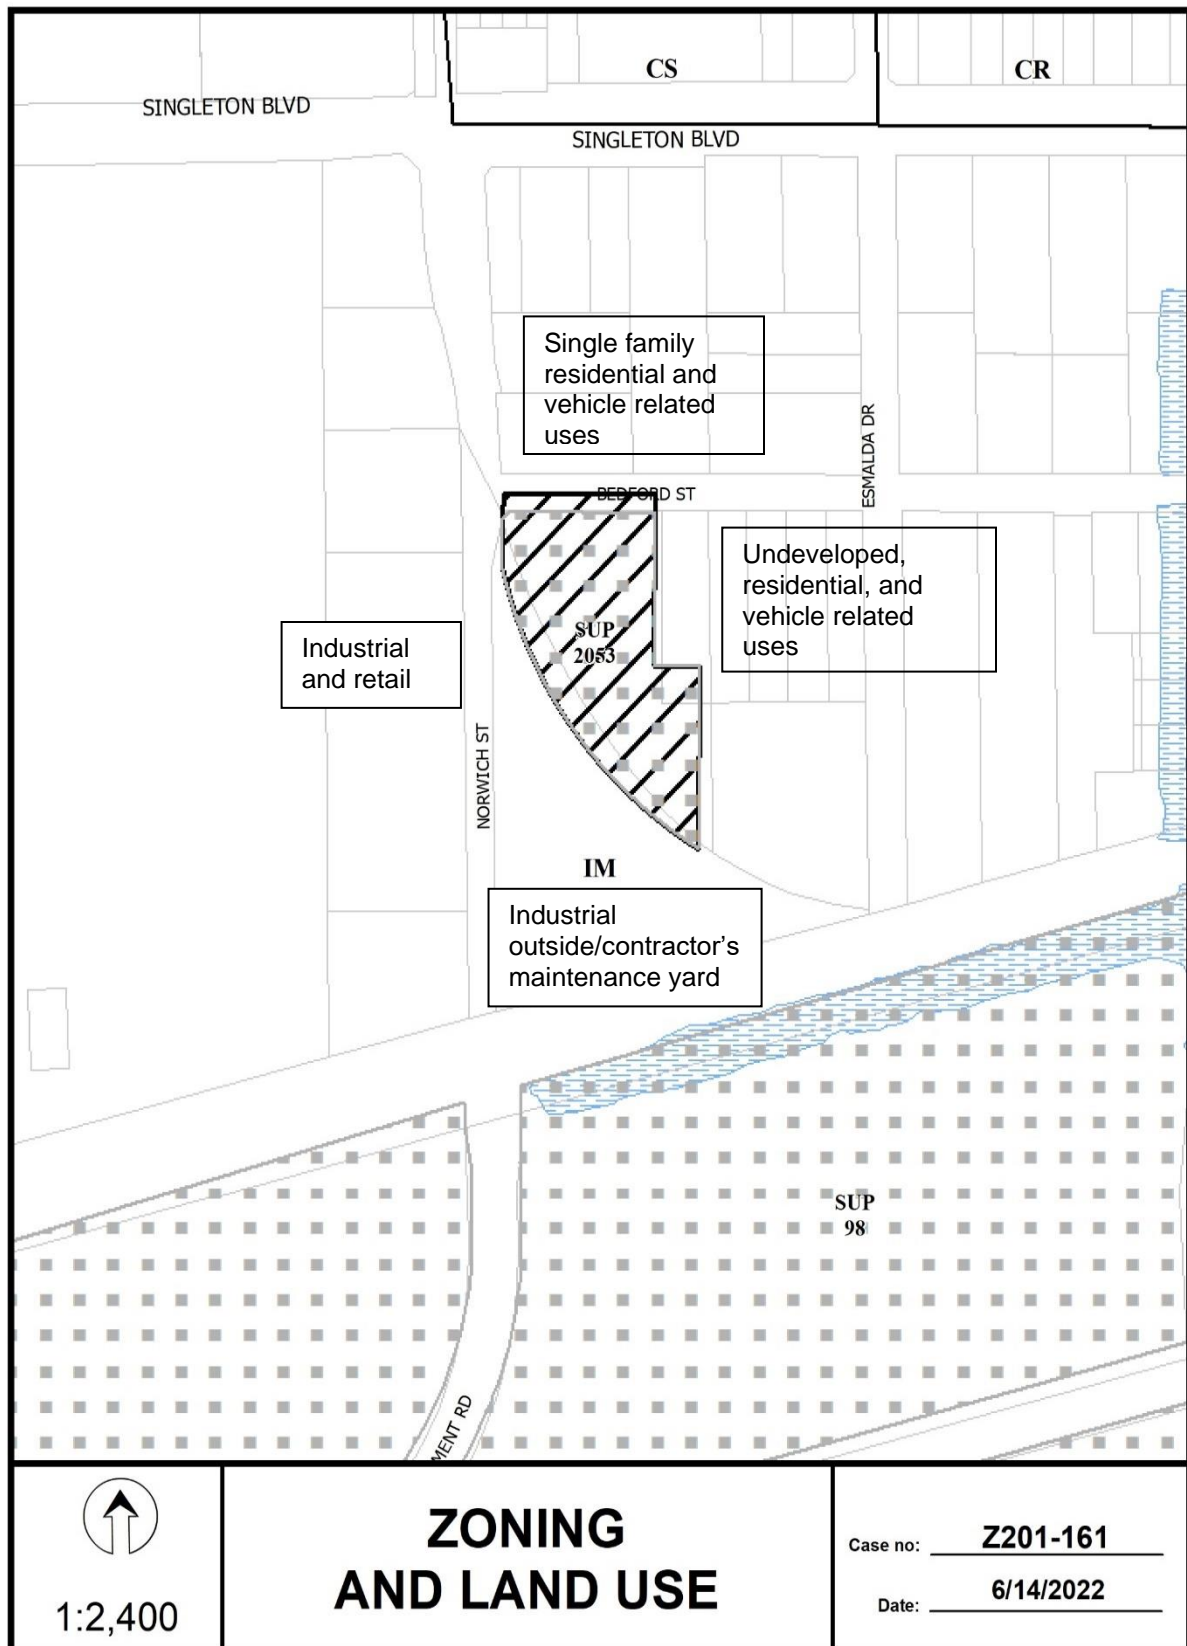 CS
CR
SINGLETON BLVD
SINGLETON BLVD
Single family
residential and
vehicle related
uses
ESMALDA DR
BEDFORD ST
Undeveloped,
residential, and
vehicle related
uses
SUP
2053
Industrial
and retail
NORWICH ST
IM
Industrial
outside/contractor's
maintenance yard
SUP
98
MENT RD
1:2,400
ZONING
AND LAND USE
Case no: Z201-161
Date: 6/14/2022